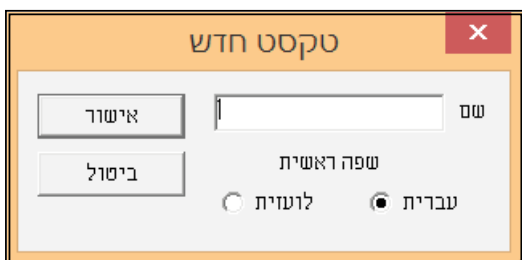 טקסט חדש
שם
אישור
שפה ראשית
ביטול
עברית לועזית